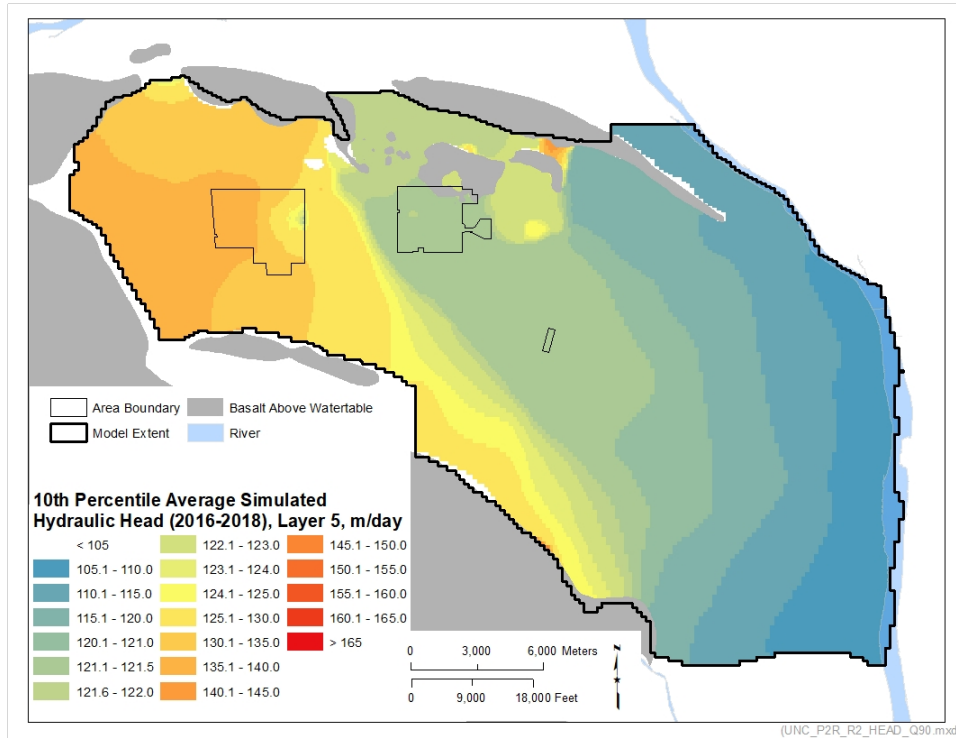 Area Boundary
Basalt Above Watertable
Model Extent
River
10th Percentile Average Simulated
Hydraulic Head (2016-2018), Layer 5, m/day
< 105
122.1 - 123.0
145.1 - 150.0
105.1 - 110.0
123.1 - 124.0
150.1 - 155.0
110.1 - 115.0
124.1 - 125.0
155.1 - 160.0
115.1 - 120.0
125.1 - 130.0
160.1 - 165.0
120.1 - 121.0
130.1 - 135.0
> 165
121.1 - 121.5
135.1 - 140.0
121.6 - 122.0
140.1 - 145.0
0 3,000 6,000 Meters
0 9,000 18,000 Feet
N
(UNC_P2R_R2_HEAD_Q90.mxd